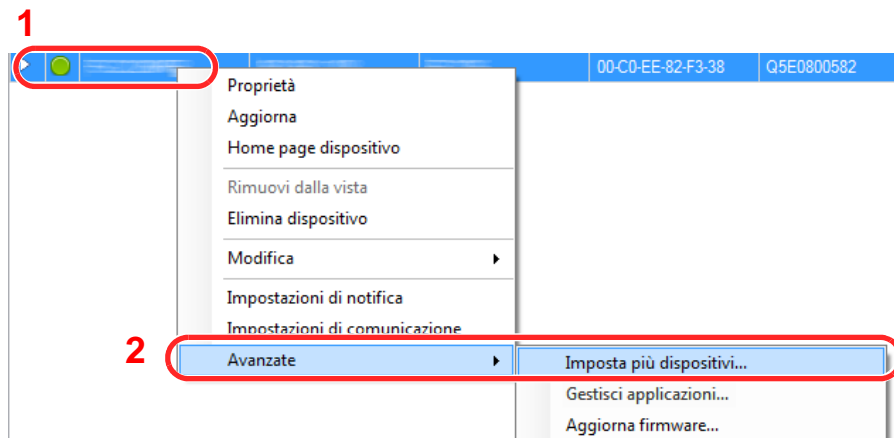 1
00-C0-EE-82-F3-38 Q5E0800582
Proprietà
Aggiorna
Home page dispositivo
Rimuovi dalla vista
Elimina dispositivo
Modifica
Impostazioni di notifica
Impostazioni di comunicazione
2
Avanzate
Imposta più dispositivi...
Gestisci applicazioni...
Aggiorna firmware...